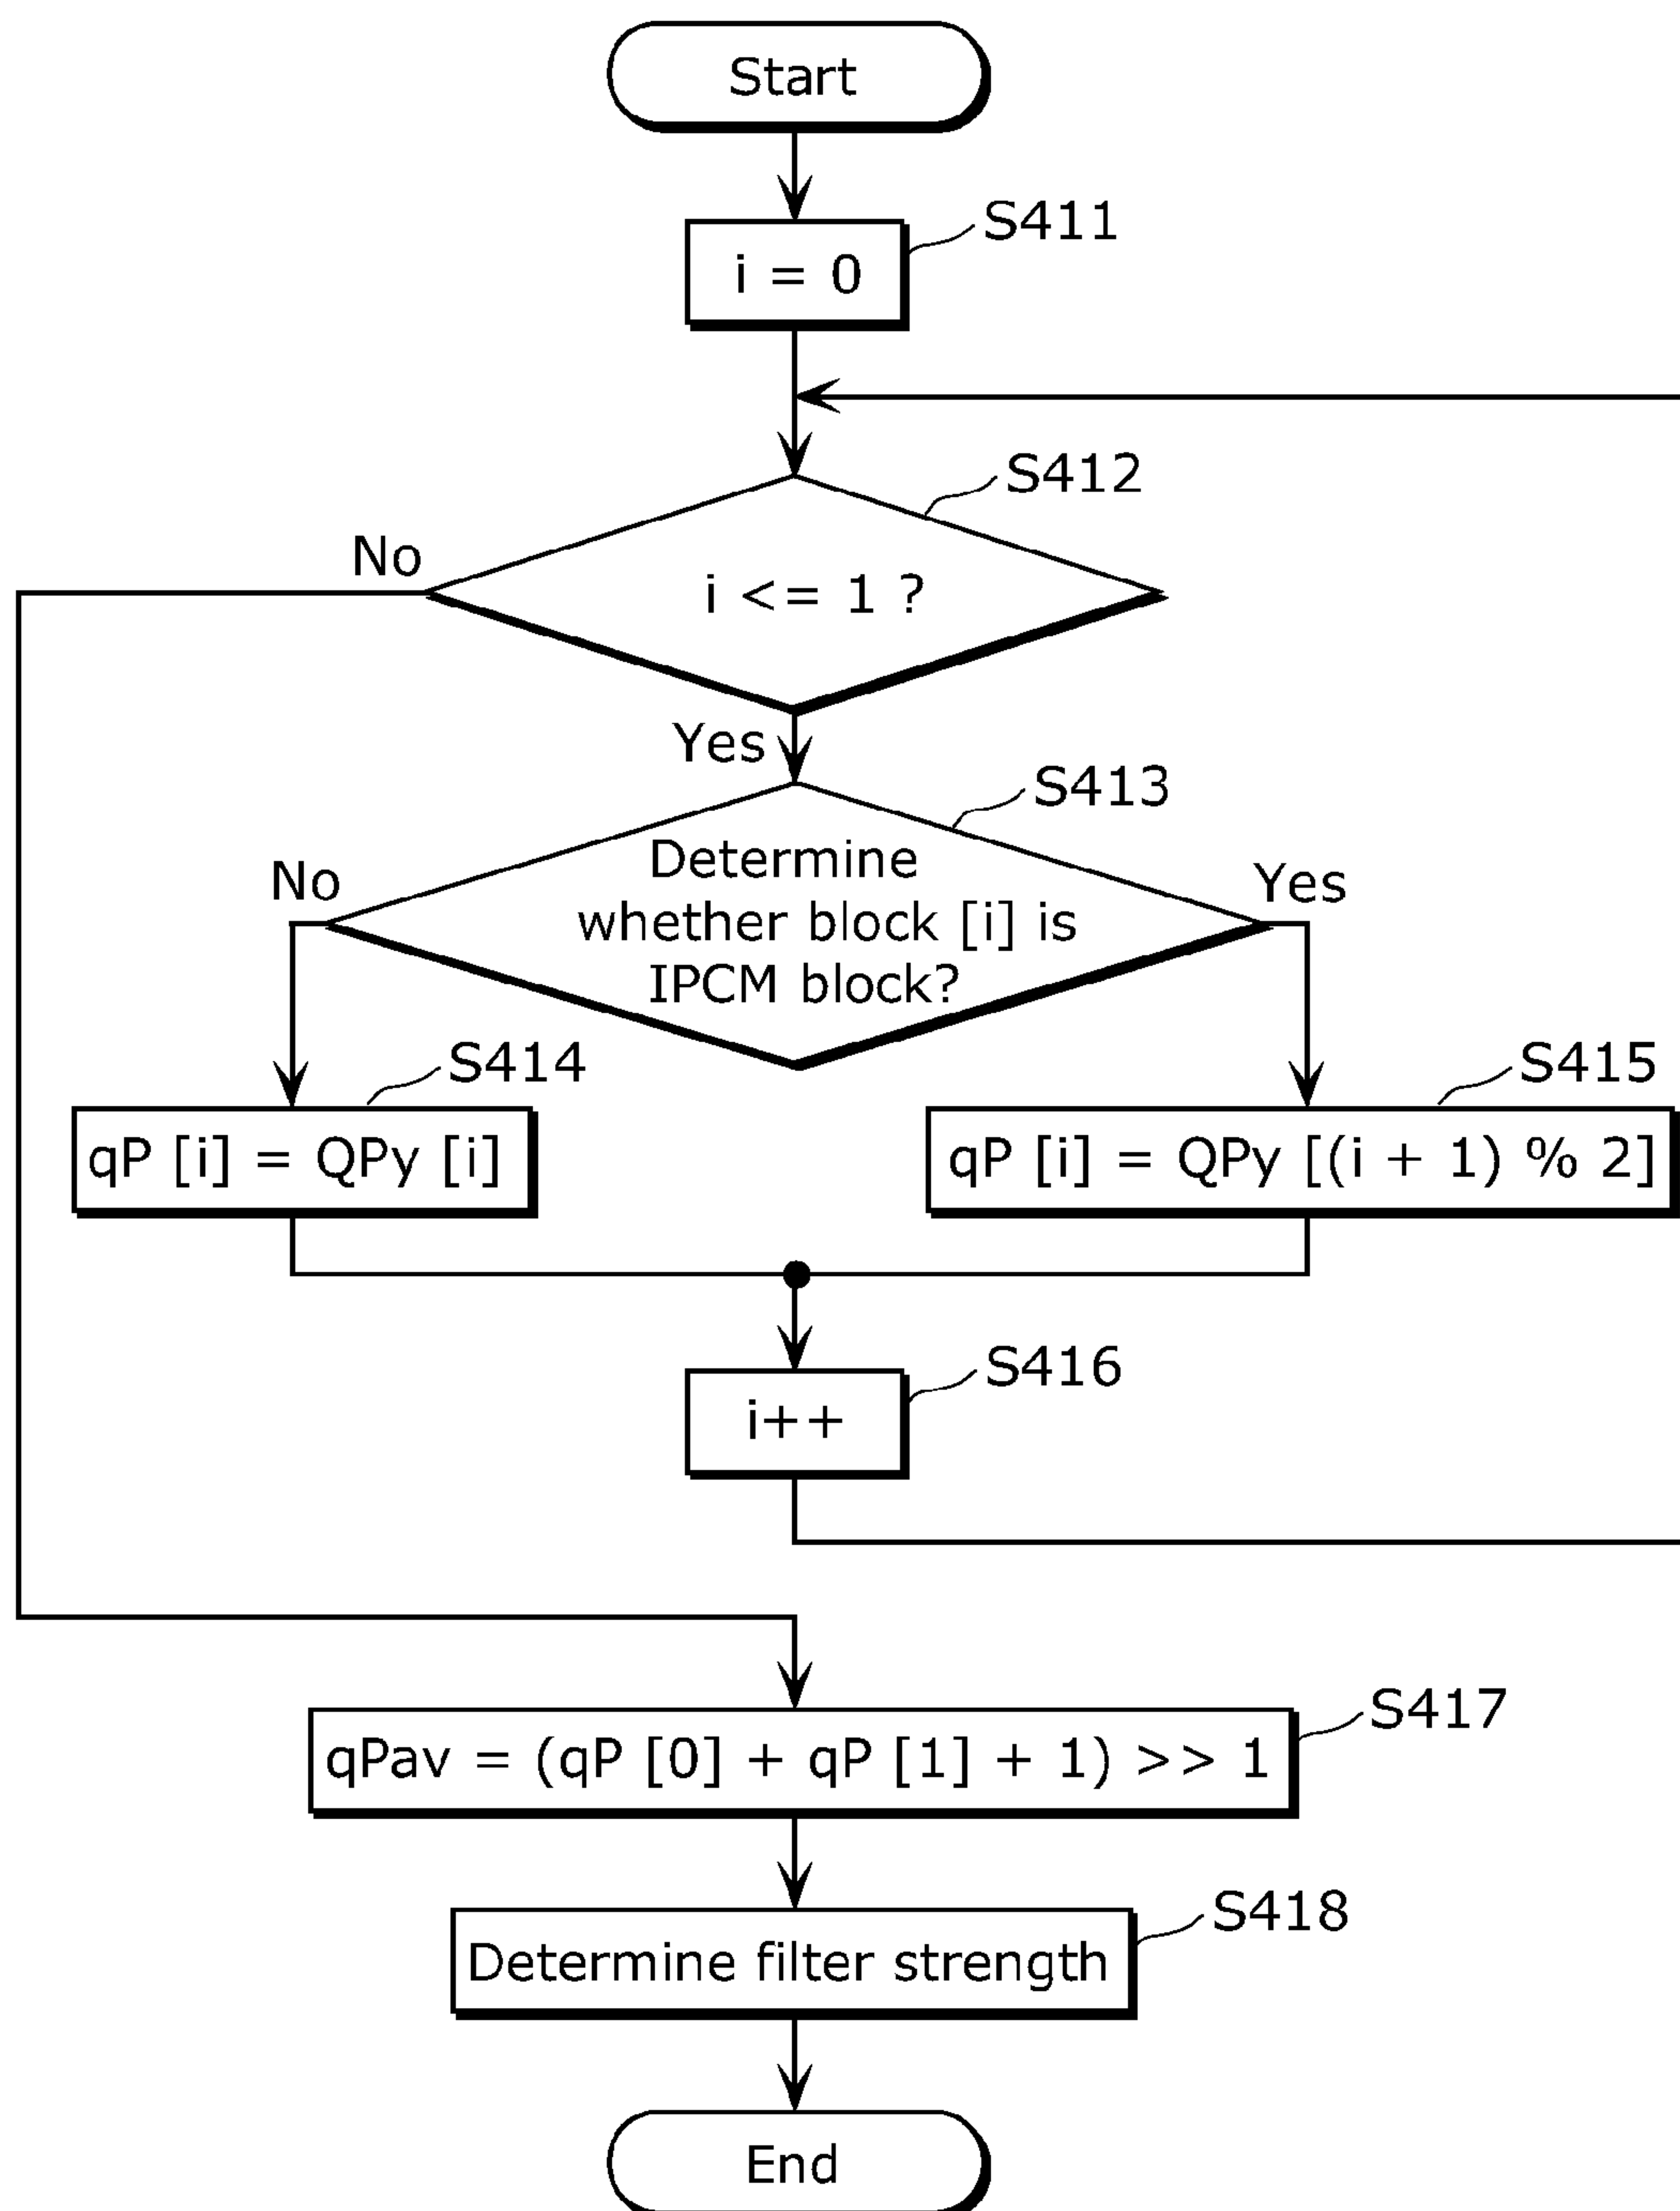 Start
S411
i = 0
S412
No
i <= 1 ?
Yes
S413
No
Determine
Yes
whether block [i] is
IPCM block?
S414
S415
qP [i] = QPy [i]
qP [i] = QPy [(i + 1) % 2]
S416
i++
S417
qPav = (qP [0] + qP [1] + 1) >> 1
S418
Determine filter strength
End